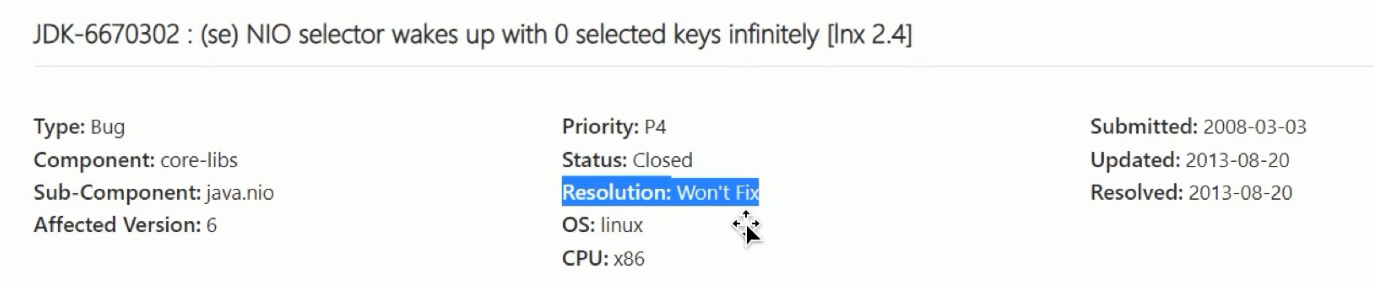 JDK-6670302 : (se) NIO selector wakes up with 0 selected keys infinitely [lnx 2.4]
Type: Bug
Component: core-libs
Sub-Component: java.nio
Affected Version: 6
Priority: P4
Status: Closed
Resolution: Won't Fix
OS: linux
CPU: x86
Submitted: 2008-03-03
Updated: 2013-08-20
Resolved: 2013-08-20